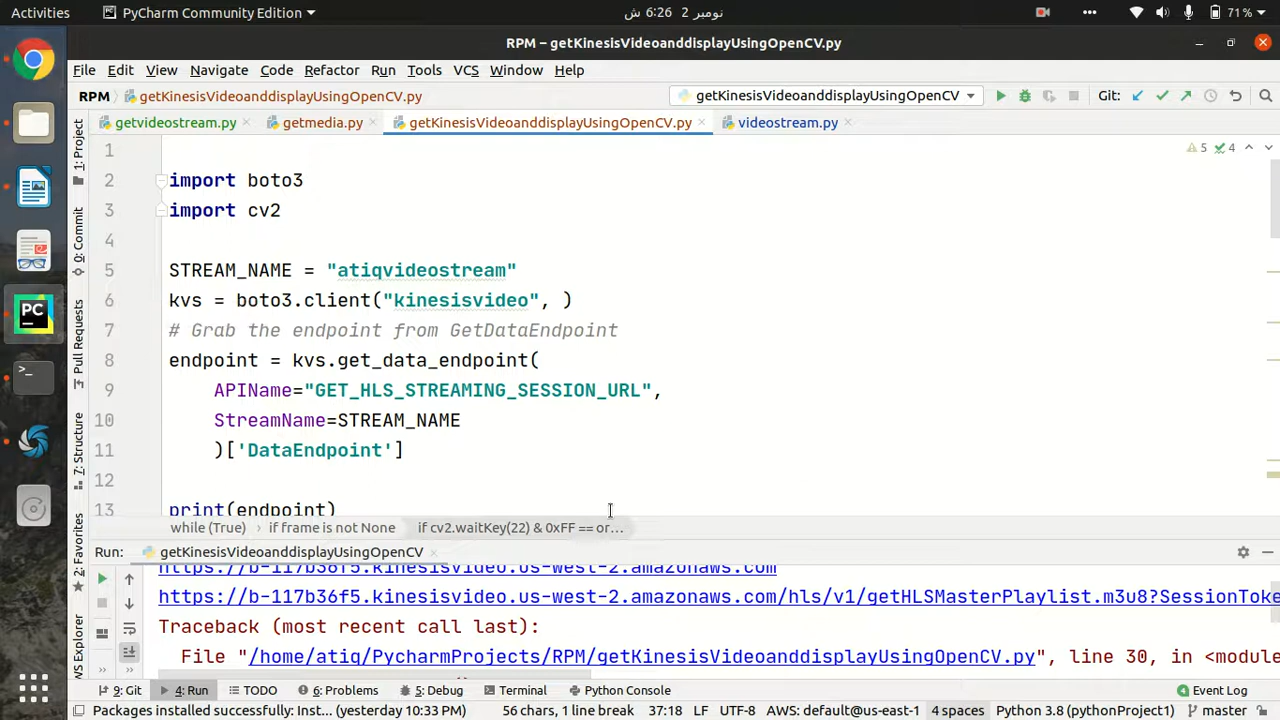 Activities
PyCharm Community Edition
نومبر 2 6:26 ش
71%
RPM – getKinesisVideoanddisplayUsingOpenCV.py
File Edit View Navigate Code Refactor Run Tools VCS Window Help
RPM getKinesisVideoanddisplayUsingOpenCV.py
getKinesisVideoanddisplayUsingOpenCV
Git:
getvideostream.py getmedia.py getKinesisVideoanddisplayUsingOpenCV.py videostream.py
5 4
1
2 import boto3
3 import cv2
4
5 STREAM_NAME = "atiqvideostream"
6 kvs = boto3.client("kinesisvideo", )
7 # Grab the endpoint from GetDataEndpoint
8 endpoint = kvs.get_data_endpoint(
9 APIName="GET_HLS_STREAMING_SESSION_URL",
10 StreamName=STREAM_NAME
11 )['DataEndpoint']
12
13 print(endpoint)
while (True) if frame is not None if cv2.waitKey(22) & 0xFF == or...
1: Project
0: Commit
Pull Requests
7: Structure
2: Favorites
WS Explorer
Run: getKinesisVideoanddisplayUsingOpenCV
https://b-117b36f5.kinesisvideo.us-west-2.amazonaws.com
https://b-117b36f5.kinesisvideo.us-west-2.amazonaws.com/hls/v1/getHLSMasterPlaylist.m3u8?SessionToke
Traceback (most recent call last):
File "/home/atiq/PycharmProjects/RPM/getKinesisVideoanddisplayUsingOpenCV.py", line 30, in <module
9: Git 4: Run TODO 6: Problems 5: Debug Terminal Python Console Event Log
Packages installed successfully: Inst... (yesterday 10:33 PM) 56 chars, 1 line break 37:18 LF UTF-8 AWS: default@us-east-1 4 spaces Python 3.8 (pythonProject1) master